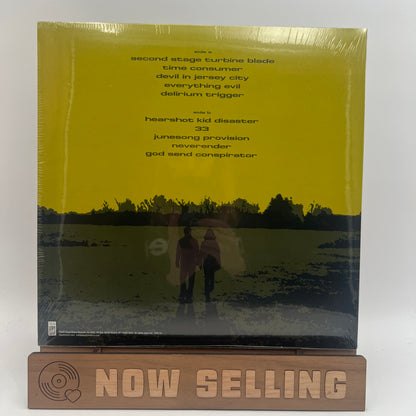 side a
second stage turbine blade
time consumer
devil in jersey city
everything evil
delirium trigger
side b
hearshot kid disaster
33
junesong provision
neverender
god send conspirator
NOW SELLING